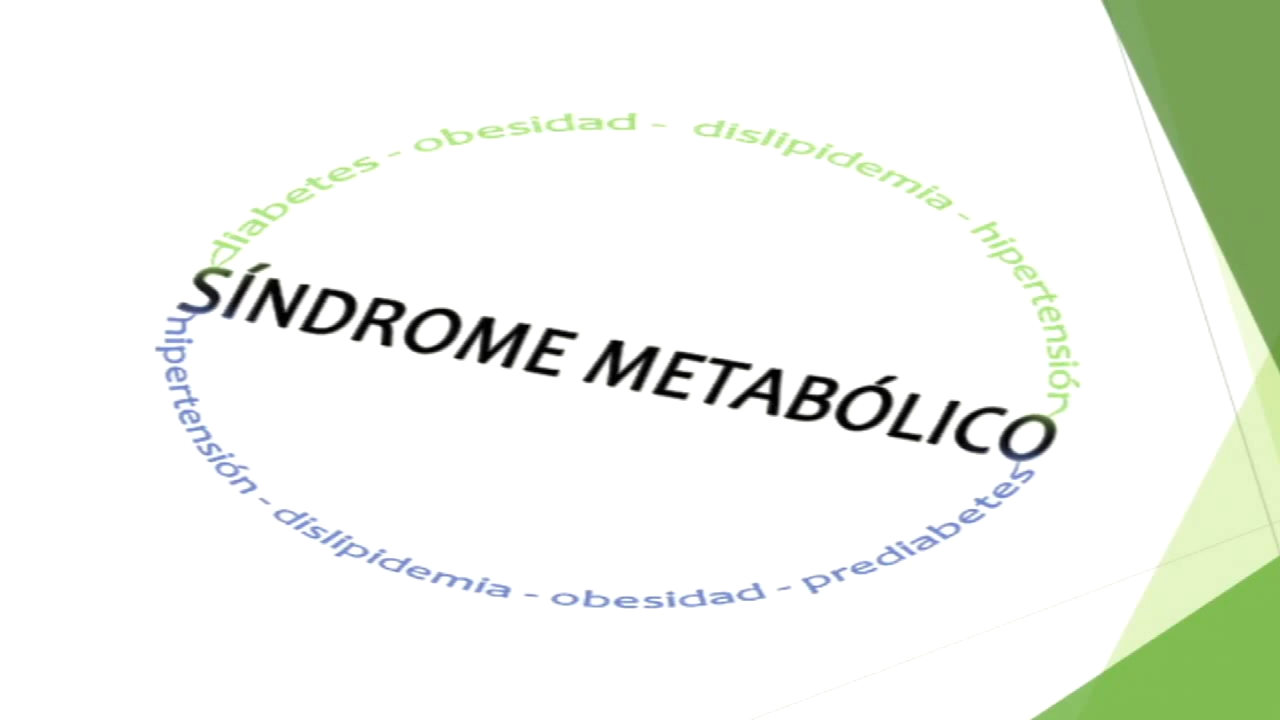 diabetes - obesidad - dislipidemia - hipertensión
SÍNDROME METABÓLICO
hipertensión - dislipidemia - obesidad - prediabetes